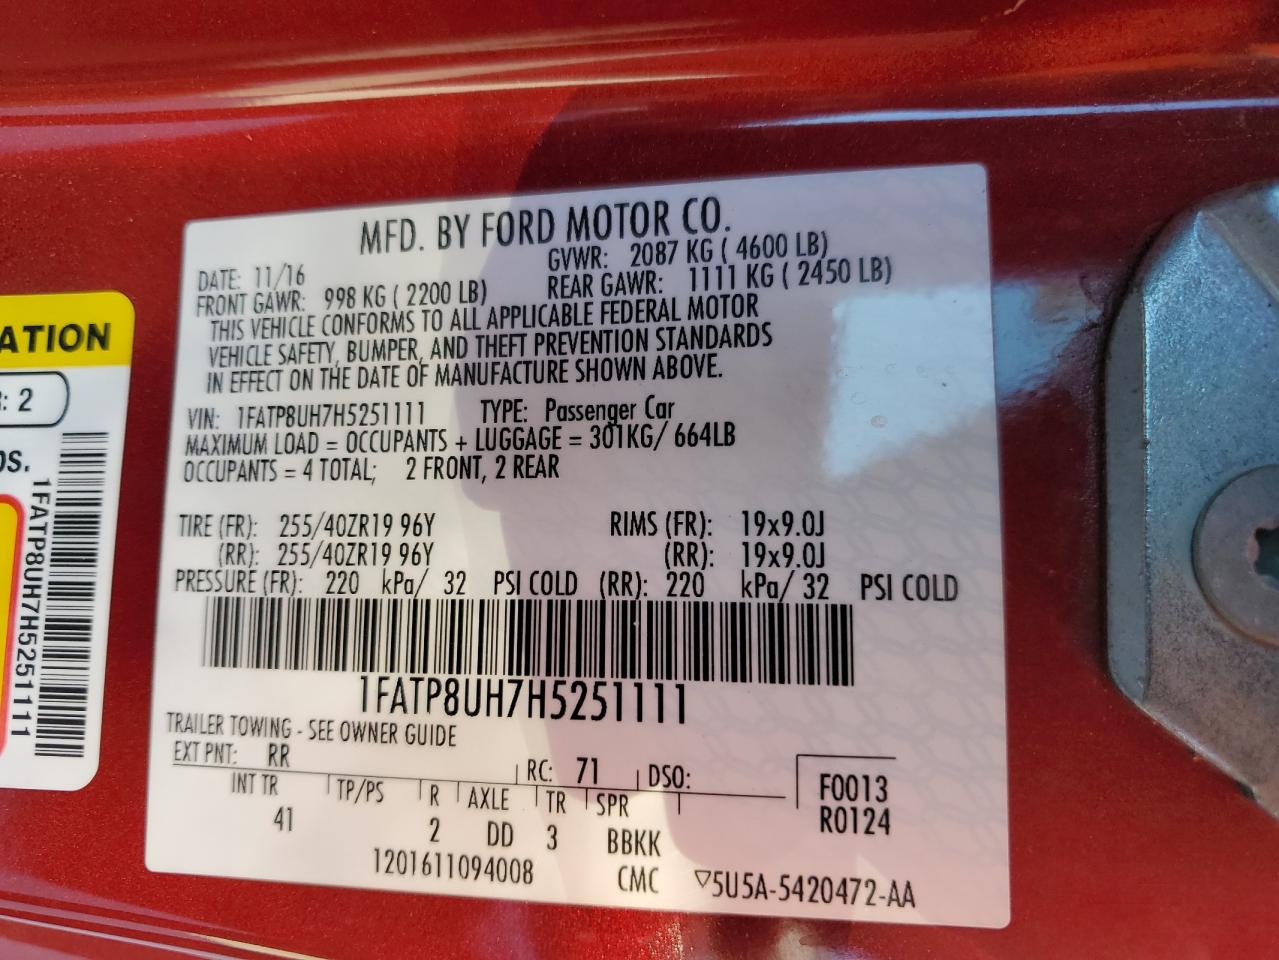 MFD. BY FORD MOTOR CO.
DATE: 11/16 GVWR: 2087 KG ( 4600 LB)
FRONT GAWR: 998 KG ( 2200 LB) REAR GAWR: 1111 KG ( 2450 LB)
THIS VEHICLE CONFORMS TO ALL APPLICABLE FEDERAL MOTOR
VEHICLE SAFETY, BUMPER, AND THEFT PREVENTION STANDARDS
IN EFFECT ON THE DATE OF MANUFACTURE SHOWN ABOVE.
VIN: 1FATP8UH7H5251111 TYPE: Passenger Car
MAXIMUM LOAD = OCCUPANTS + LUGGAGE = 301KG/ 664LB
OCCUPANTS = 4 TOTAL; 2 FRONT, 2 REAR
TIRE (FR): 255/40ZR19 96Y RIMS (FR): 19x9.0J
(RR): 255/40ZR19 96Y (RR): 19x9.0J
PRESSURE (FR): 220 kPa/ 32 PSI COLD (RR): 220 kPa/ 32 PSI COLD
1FATP8UH7H5251111
TRAILER TOWING - SEE OWNER GUIDE
EXT PNT: RR RC: 71 DSO:
INT TR TP/PS R AXLE TR SPR F0013
41 2 DD 3 BBKK R0124
1201611094008 CMC ▽5U5A-5420472-AA
ATION
: 2
OS.
1FATP8UH7H5251111